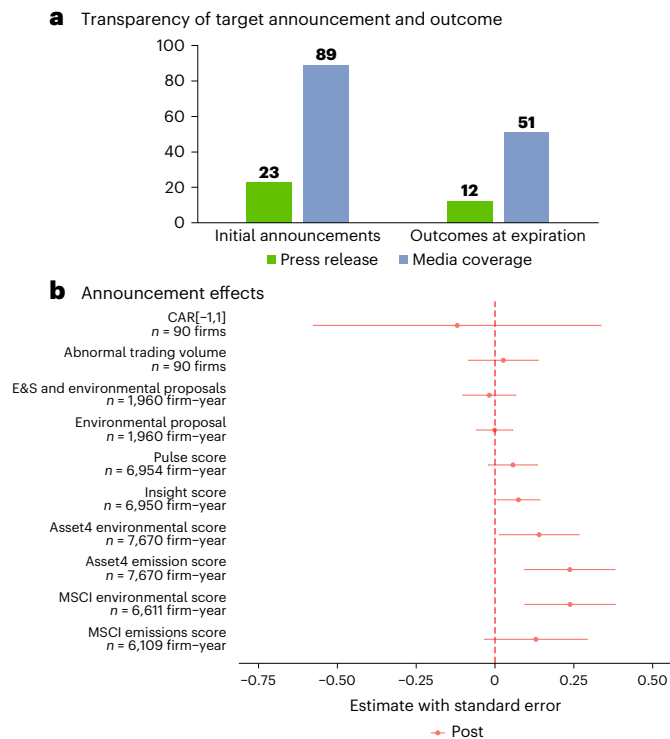 a Transparency of target announcement and outcome
100
80
60
40
20
0
23
89
12
51
Initial announcements
Outcomes at expiration
Press release
Media coverage
b Announcement effects
CAR[−1,1]
n = 90 firms
Abnormal trading volume
n = 90 firms
E&S and environmental proposals
n = 1,960 firm–year
Environmental proposal
n = 1,960 firm–year
Pulse score
n = 6,954 firm–year
Insight score
n = 6,950 firm–year
Asset4 environmental score
n = 7,670 firm–year
Asset4 emission score
n = 7,670 firm–year
MSCI environmental score
n = 6,611 firm–year
MSCI emissions score
n = 6,109 firm–year
−0.75 −0.50 −0.25 0 0.25 0.50
Estimate with standard error
Post